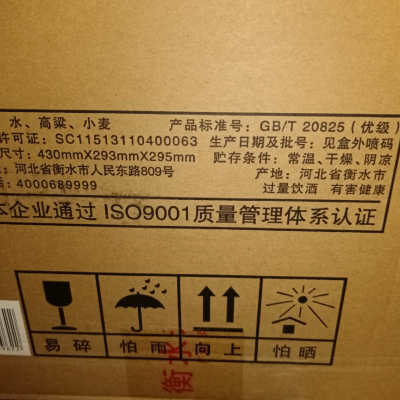 水、高粱、小麦 产品标准号：GB/T 20825（优级）
许可证：SC11513110400063 生产日期及批号：见盒外喷码
尺寸：430mmX293mmX295mm 贮存条件：常温、干燥、阴凉
：河北省衡水市人民东路809号 产地：河北省衡水市
：4000689999 过量饮酒 有害健康
本企业通过 ISO9001质量管理体系认证
易碎 怕雨 向上 怕晒
衡水